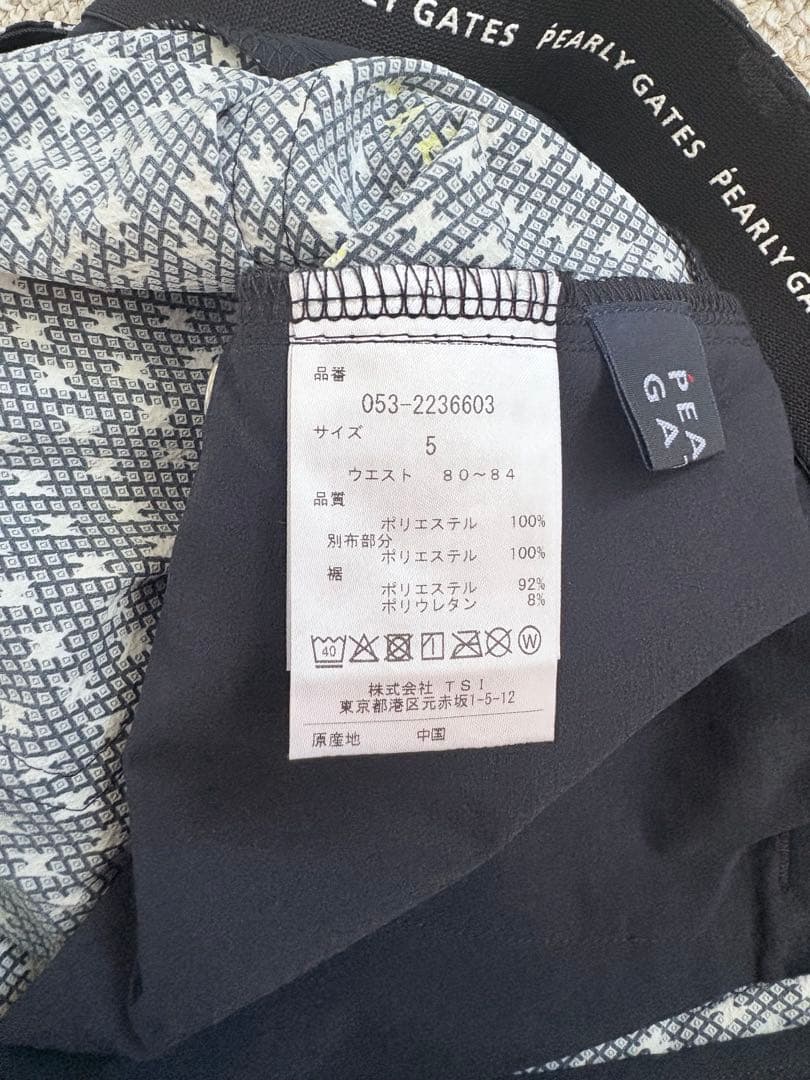 GATES PEARLY GATES PEARLY GA
品番
053-2236603
サイズ
5
ウエスト 80~84
品質
ポリエステル 100%
別布部分
ポリエステル 100%
裾
ポリエステル 92%
ポリウレタン 8%
40
W
株式会社 TSI
東京都港区元赤坂1-5-12
原産地 中国
PEA
GA